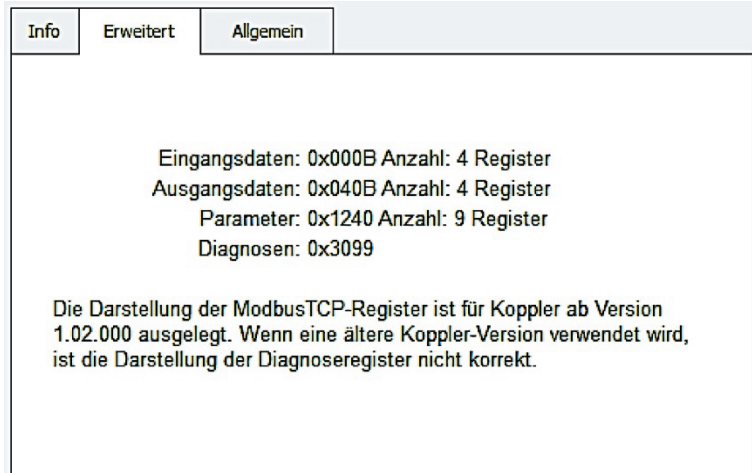 Info Erweitert Allgemein
Eingangsdaten: 0x000B Anzahl: 4 Register
Ausgangsdaten: 0x040B Anzahl: 4 Register
Parameter: 0x1240 Anzahl: 9 Register
Diagnosen: 0x3099
Die Darstellung der ModbusTCP-Register ist für Koppler ab Version
1.02.000 ausgelegt. Wenn eine ältere Koppler-Version verwendet wird,
ist die Darstellung der Diagnoseregister nicht korrekt.